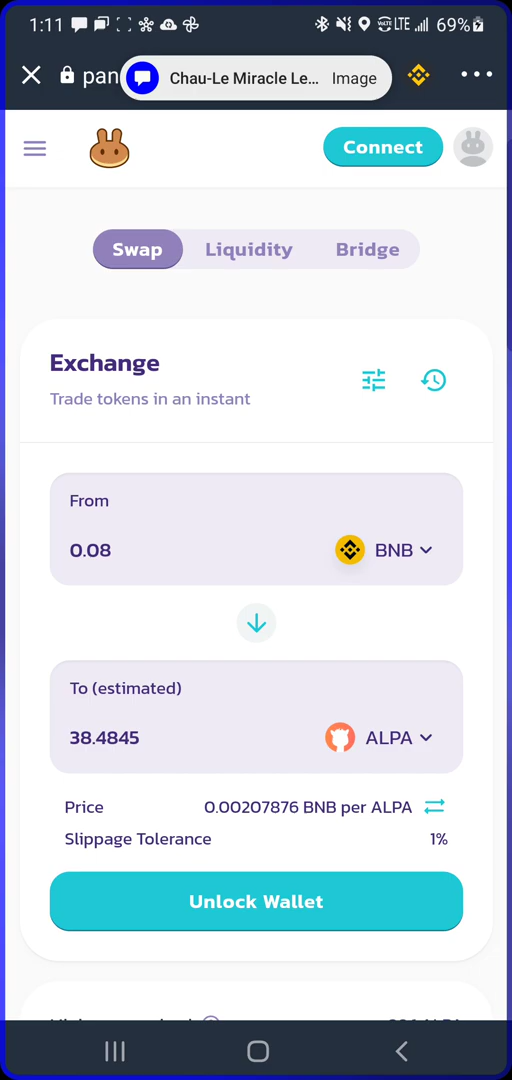 1:11 LTE 69%
pan Chau-Le Miracle Le... Image
Connect
Swap Liquidity Bridge
Exchange
Trade tokens in an instant
From
0.08 BNB
To (estimated)
38.4845 ALPA
Price 0.00207876 BNB per ALPA
Slippage Tolerance 1%
Unlock Wallet